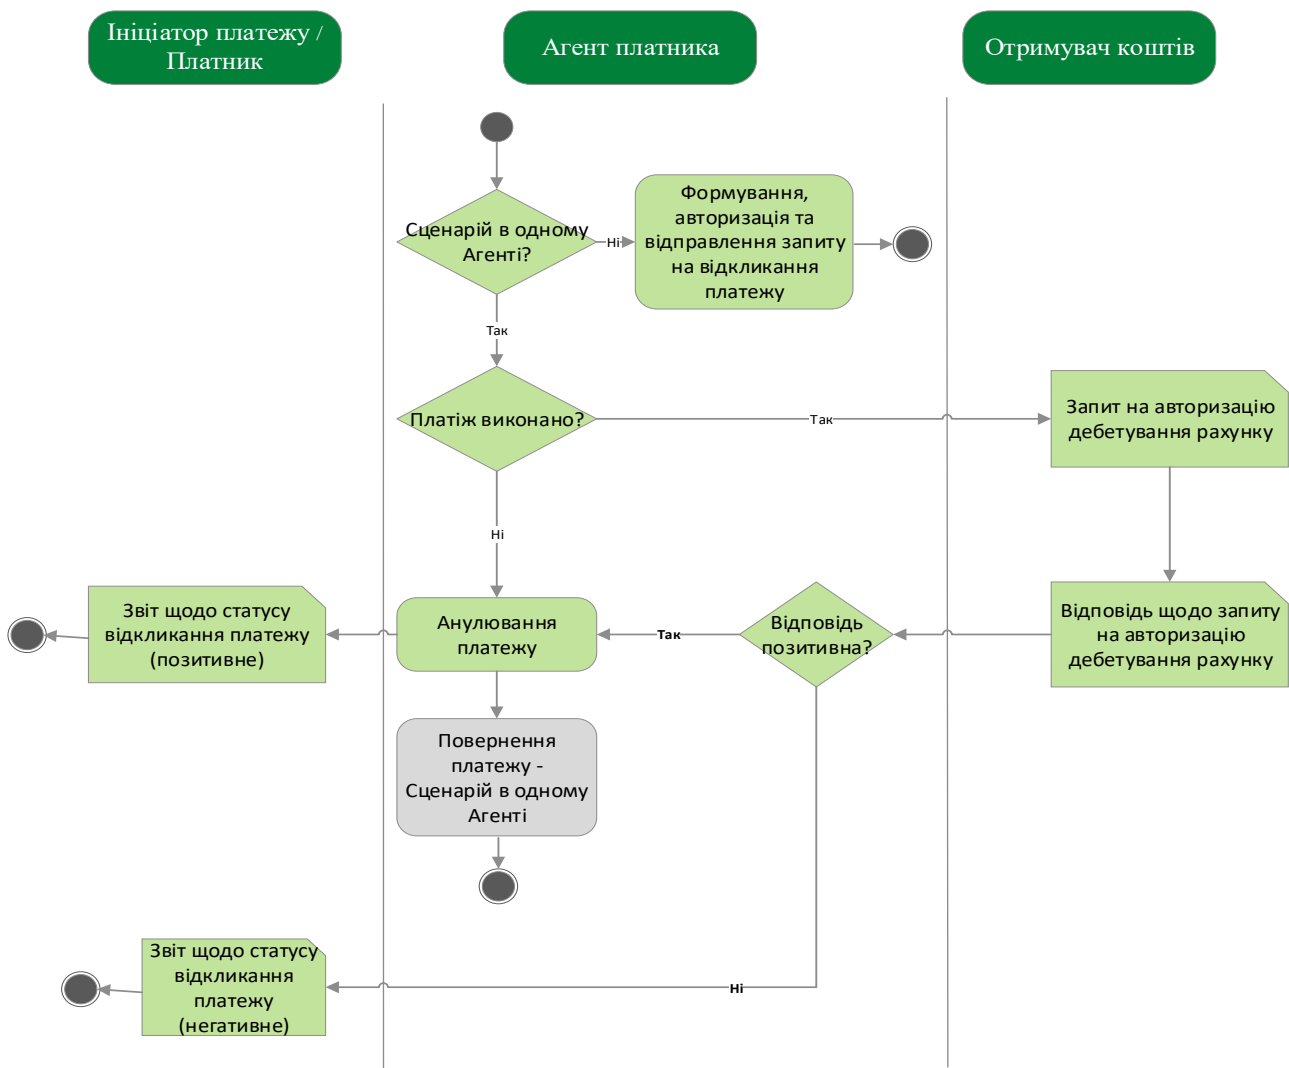 Ініціатор платежу /
Платник
Агент платника
Отримувач коштів
Сценарій в одному
Агенті?
Ні
Формування,
авторизація та
відправлення запиту
на відкликання
платежу
Так
Платіж виконано?
Так
Запит на авторизацію
дебетування рахунку
Ні
Звіт щодо статусу
відкликання платежу
(позитивне)
Анулювання
платежу
Так
Відповідь
позитивна?
Відповідь щодо запиту
на авторизацію
дебетування рахунку
Повернення
платежу -
Сценарій в одному
Агенті
Звіт щодо статусу
відкликання
платежу
(негативне)
Ні